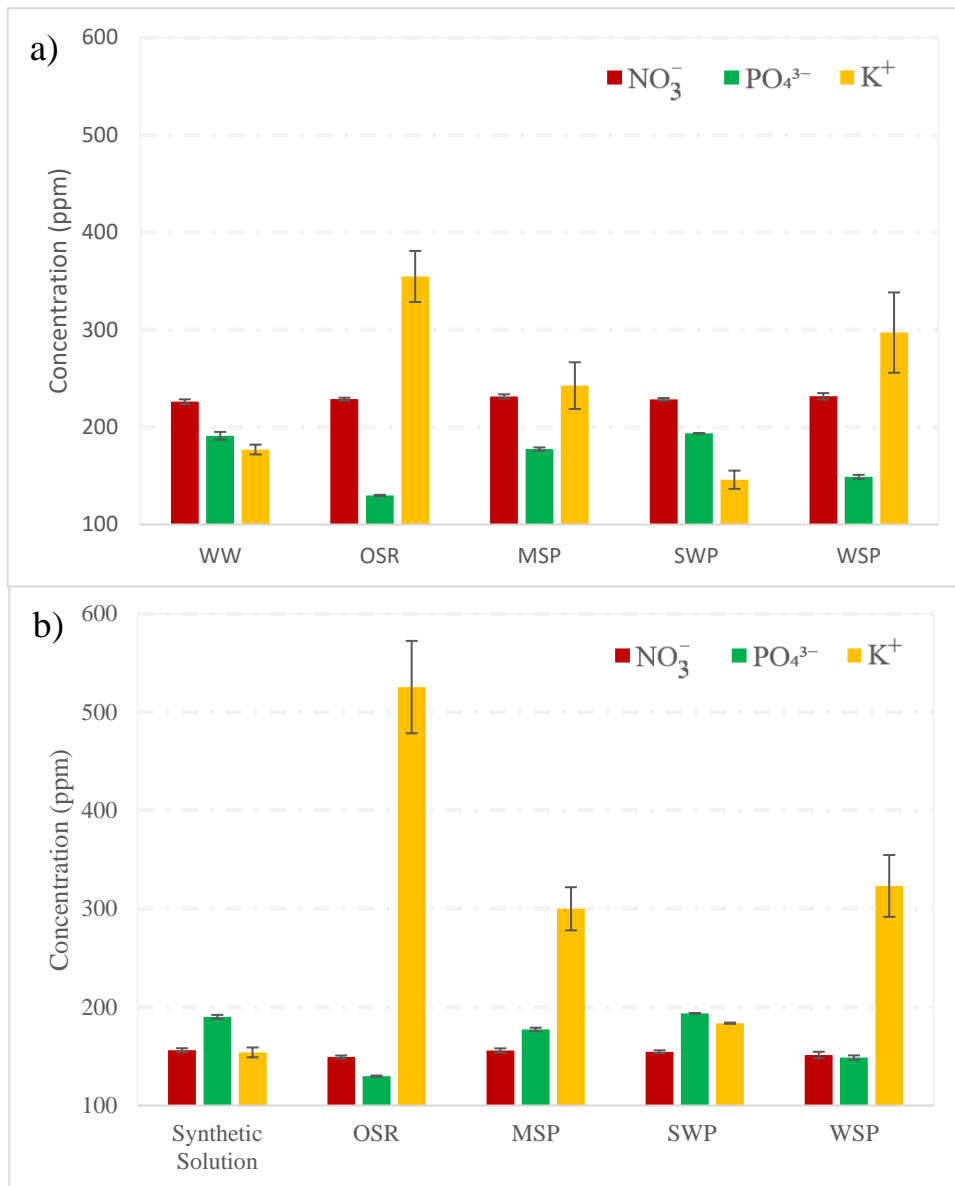 a)
NO₃⁻ PO₄³⁻ K⁺
Concentration (ppm)
600
500
400
300
200
100
WW OSR MSP SWP WSP
b)
NO₃⁻ PO₄³⁻ K⁺
Concentration (ppm)
600
500
400
300
200
100
Synthetic Solution OSR MSP SWP WSP